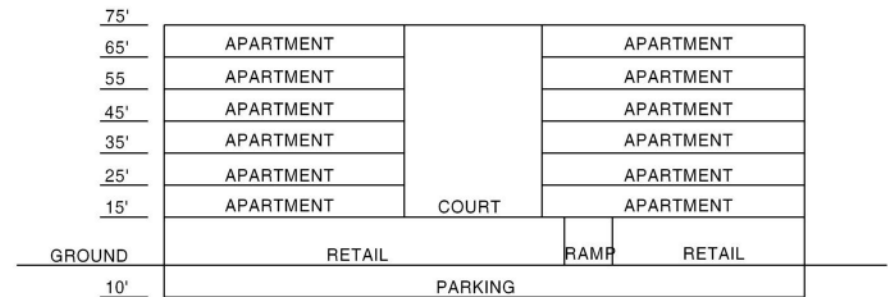 75'
65' APARTMENT APARTMENT
55 APARTMENT APARTMENT
45' APARTMENT APARTMENT
35' APARTMENT APARTMENT
25' APARTMENT APARTMENT
15' APARTMENT COURT APARTMENT
GROUND RETAIL RAMP RETAIL
10' PARKING